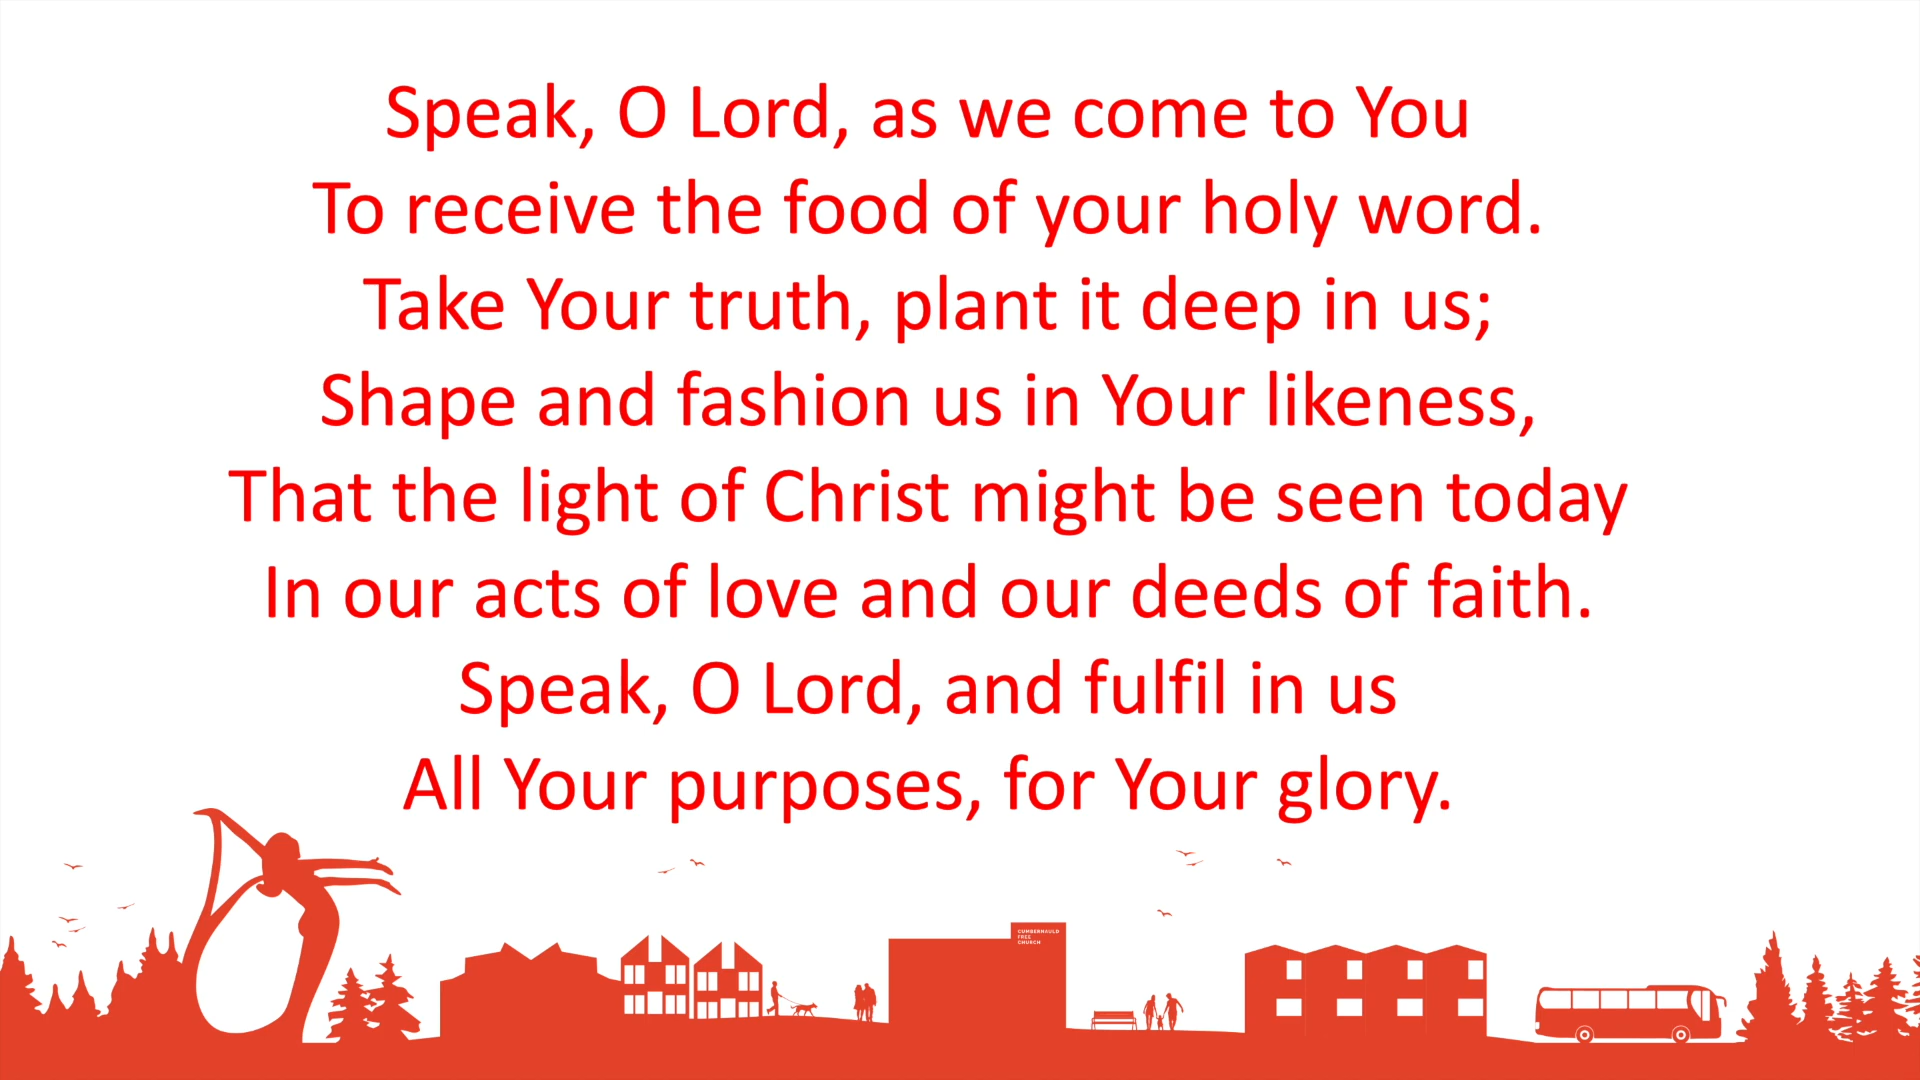 Speak, O Lord, as we come to You
To receive the food of your holy word.
Take Your truth, plant it deep in us;
Shape and fashion us in Your likeness,
That the light of Christ might be seen today
In our acts of love and our deeds of faith.
Speak, O Lord, and fulfil in us
All Your purposes, for Your glory.
CUMBERNAULD
FREE
CHURCH